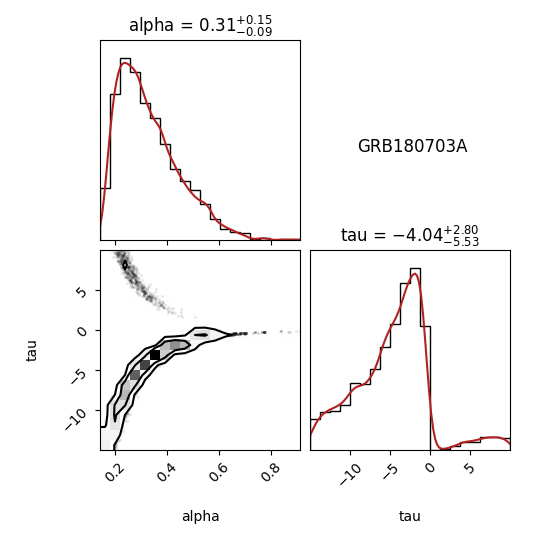 alpha = 0.31+0.15−0.09
GRB180703A
tau = −4.04+2.80−5.53
5
0
−5
−10
tau
0.2 0.4 0.6 0.8
−10 −5 0 5
alpha tau